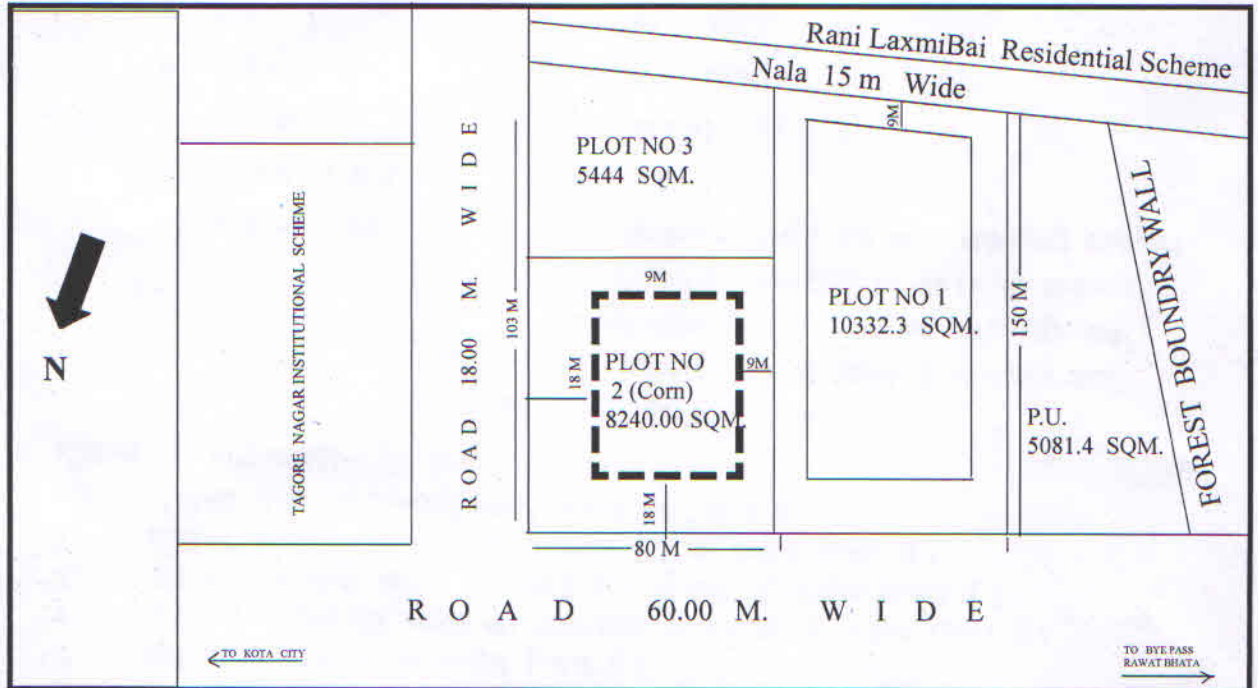 Rani LaxmiBai Residential Scheme
Nala 15 m Wide
9M
PLOT NO 3
5444 SQM.
ROAD 18.00 M. WIDE
TAGORE NAGAR INSTITUTIONAL SCHEME
N
103 M
9M
PLOT NO 1
10332.3 SQM.
150 M
FOREST BOUNDRY WALL
PLOT NO
2 (Corn)
8240.00 SQM.
18 M
9M
P.U.
5081.4 SQM.
18 M
80 M
ROAD 60.00 M. WIDE
TO KOTA CITY
TO BYE PASS
RAWAT BHATA